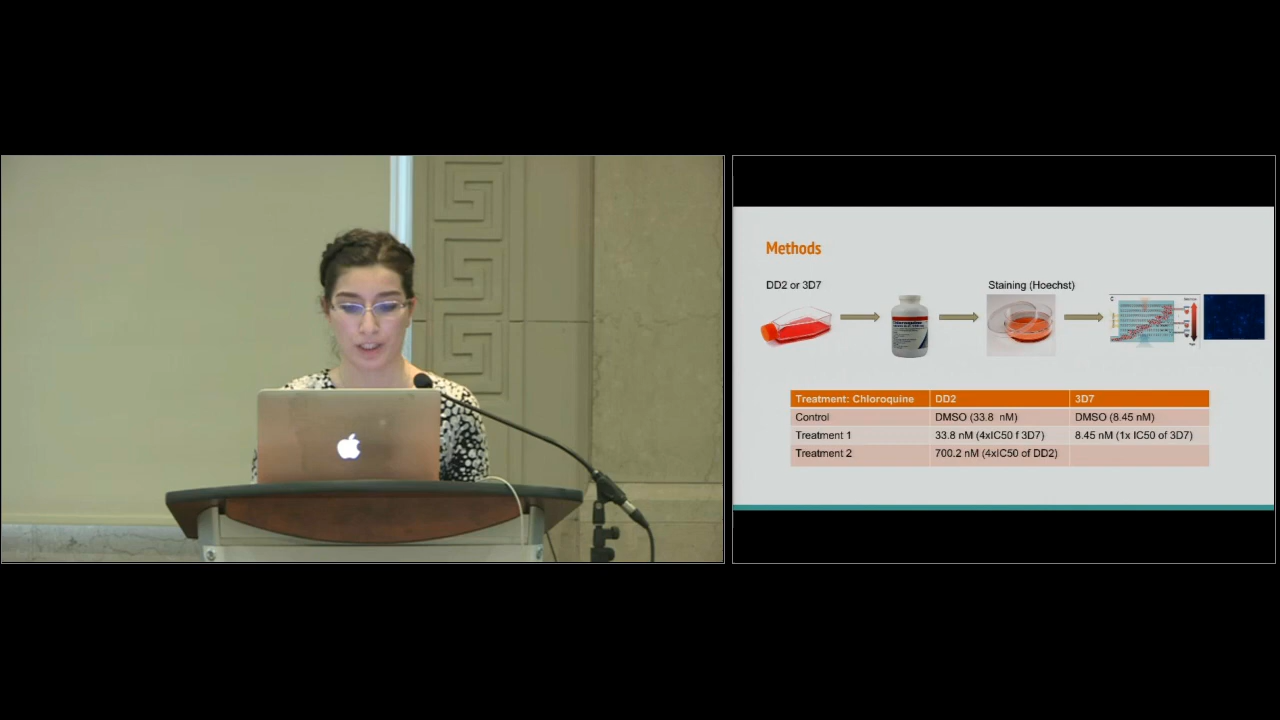 Methods
DD2 or 3D7
Staining (Hoechst)
Treatment: Chloroquine DD2 3D7
Control DMSO (33.8 nM) DMSO (8.45 nM)
Treatment 1 33.8 nM (4xIC50 f 3D7) 8.45 nM (1x IC50 of 3D7)
Treatment 2 700.2 nM (4xIC50 of DD2)